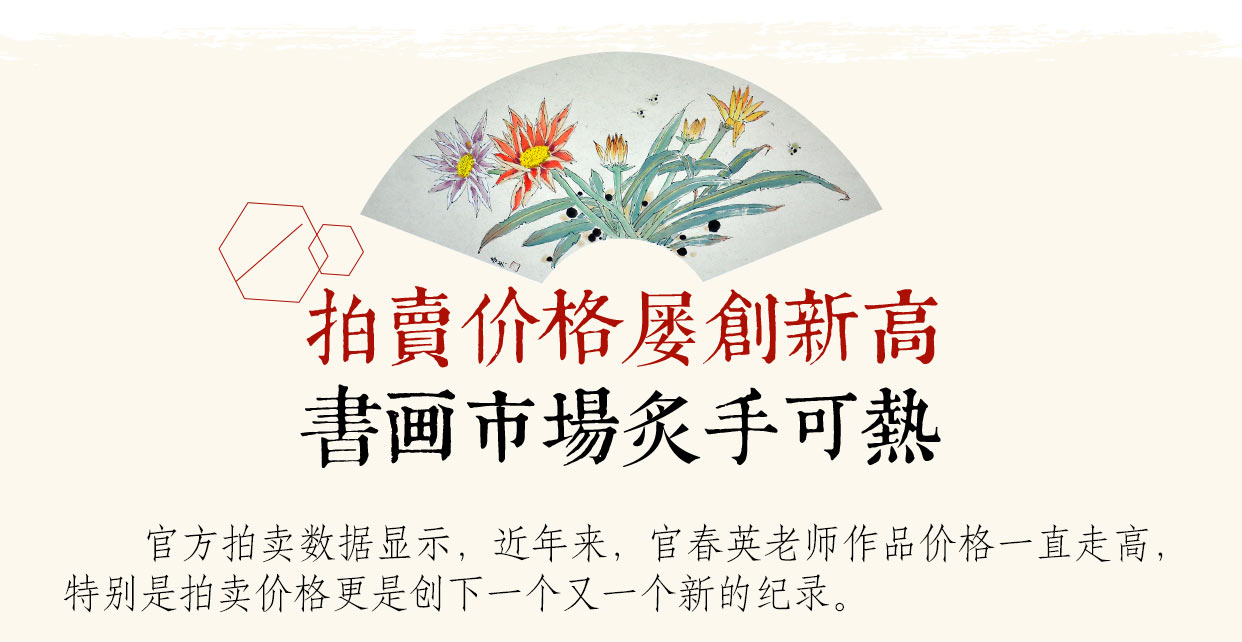 拍賣价格屡創新高
書画市場炙手可熱
官方拍卖数据显示，近年来，官春英老师作品价格一直走高，
特别是拍卖价格更是创下一个又一个新的纪录。